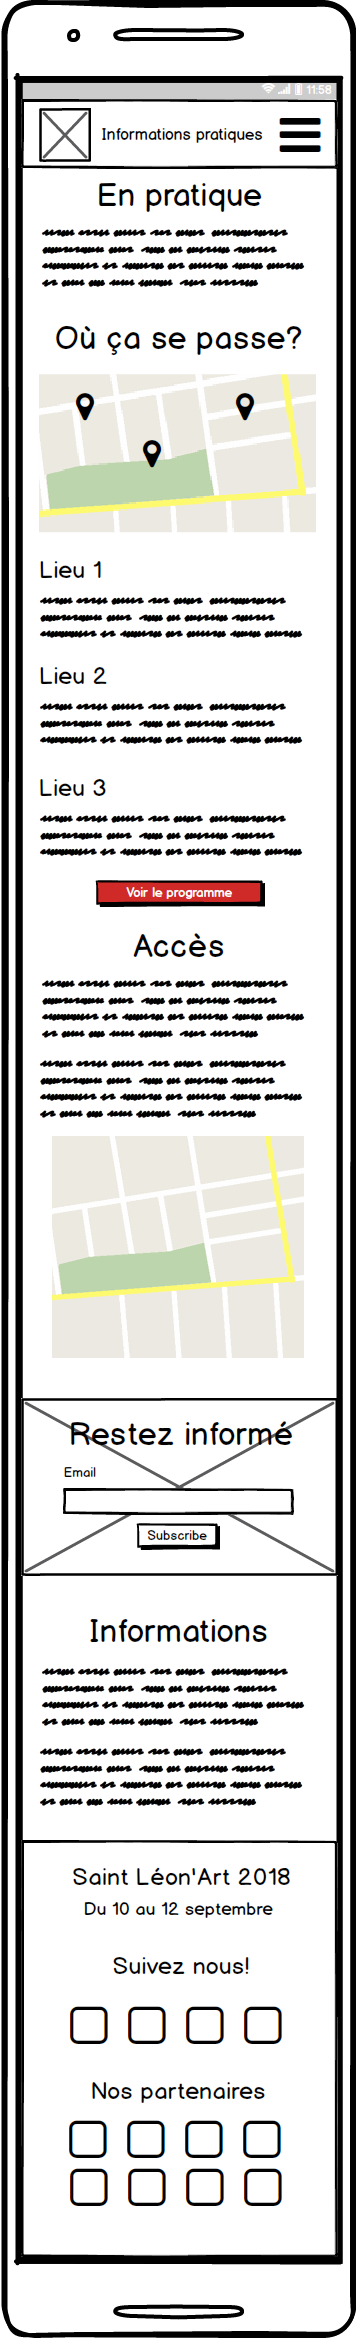 11:58
Informations pratiques
En pratique
Où ça se passe?
Lieu 1
Lieu 2
Lieu 3
Voir le programme
Accès
Restez informé
Email
Subscribe
Informations
Saint Léon'Art 2018
Du 10 au 12 septembre
Suivez nous!
Nos partenaires